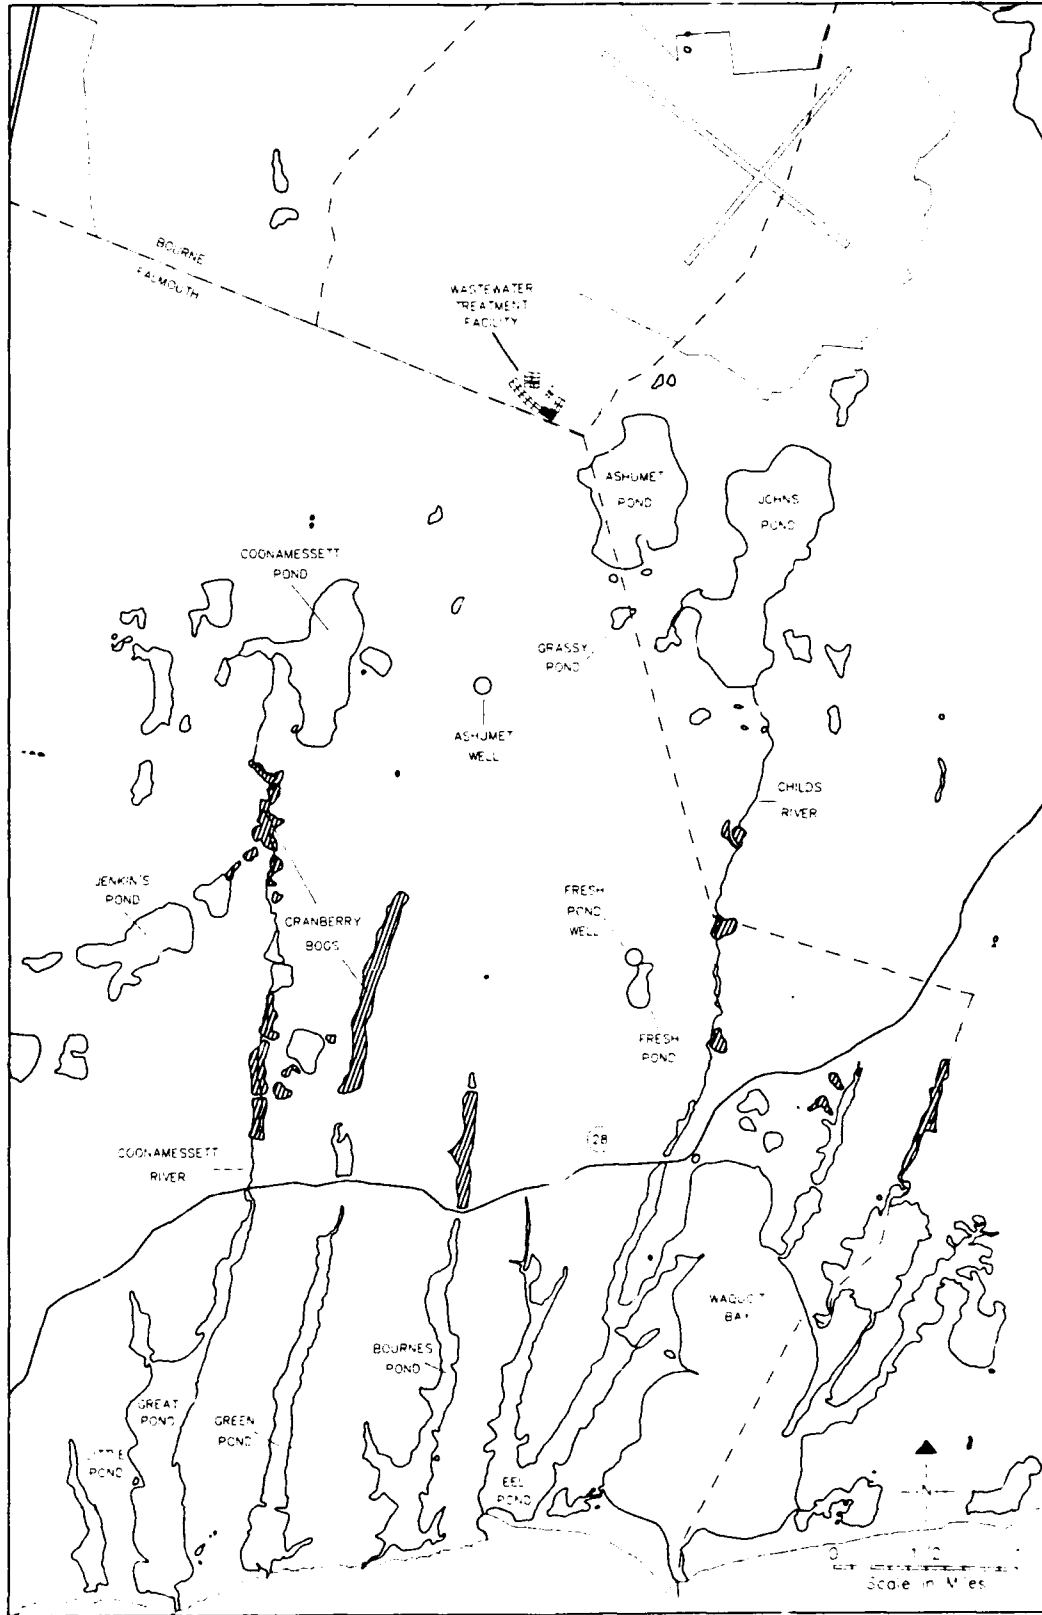 BOURNE
FALMOUTH
WASTEWATER
TREATMENT
FACILITY
ASHUMET
POND
JOHNS
POND
COONAMESSETT
POND
GRASSY
POND
ASHUMET
WELL
CHILDS
RIVER
JENKIN'S
POND
FRESH
POND
WELL
CRANBERRY
BOGS
FRESH
POND
28
COONAMESSETT
RIVER
WAQUOIT
BAY
BOURNES
POND
GREAT
POND
GREEN
POND
LITTLE
POND
EEL
POND
N
0 1/2 1
Scale in Miles